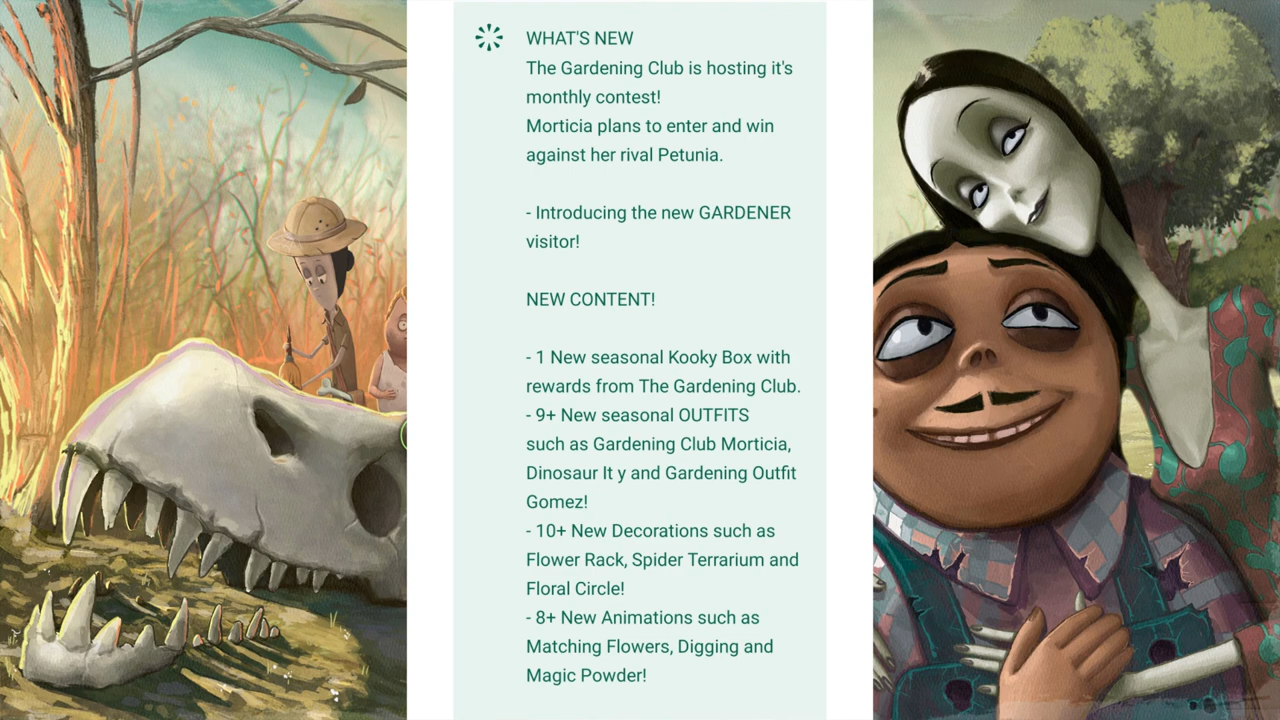 WHAT'S NEW
The Gardening Club is hosting it's
monthly contest!
Morticia plans to enter and win
against her rival Petunia.
- Introducing the new GARDENER
visitor!
NEW CONTENT!
- 1 New seasonal Kooky Box with
rewards from The Gardening Club.
- 9+ New seasonal OUTFITS
such as Gardening Club Morticia,
Dinosaur It y and Gardening Outfit
Gomez!
- 10+ New Decorations such as
Flower Rack, Spider Terrarium and
Floral Circle!
- 8+ New Animations such as
Matching Flowers, Digging and
Magic Powder!